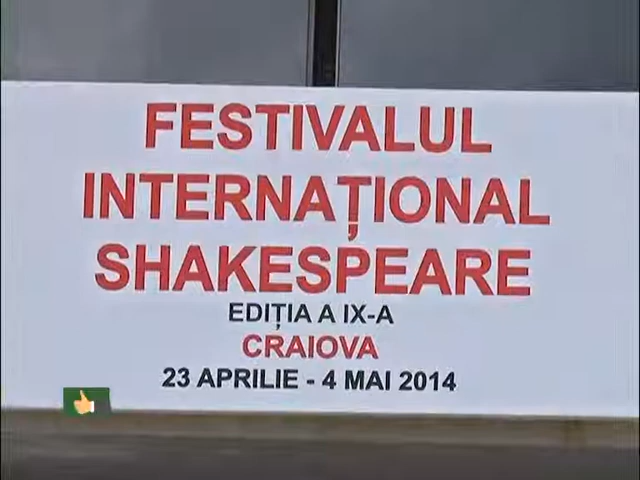 FESTIVALUL
INTERNAȚIONAL
SHAKESPEARE
EDIȚIA A IX-A
CRAIOVA
23 APRILIE - 4 MAI 2014